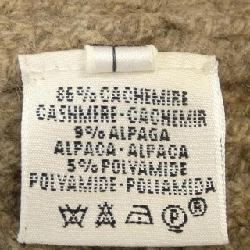 86% CACHEMIRE
CASHMERE-CACHEMIR
9% ALPAGA
ALPACA-ALPACA
5% POLYAMIDE
POLYAMIDE-POLIAMIDA
P